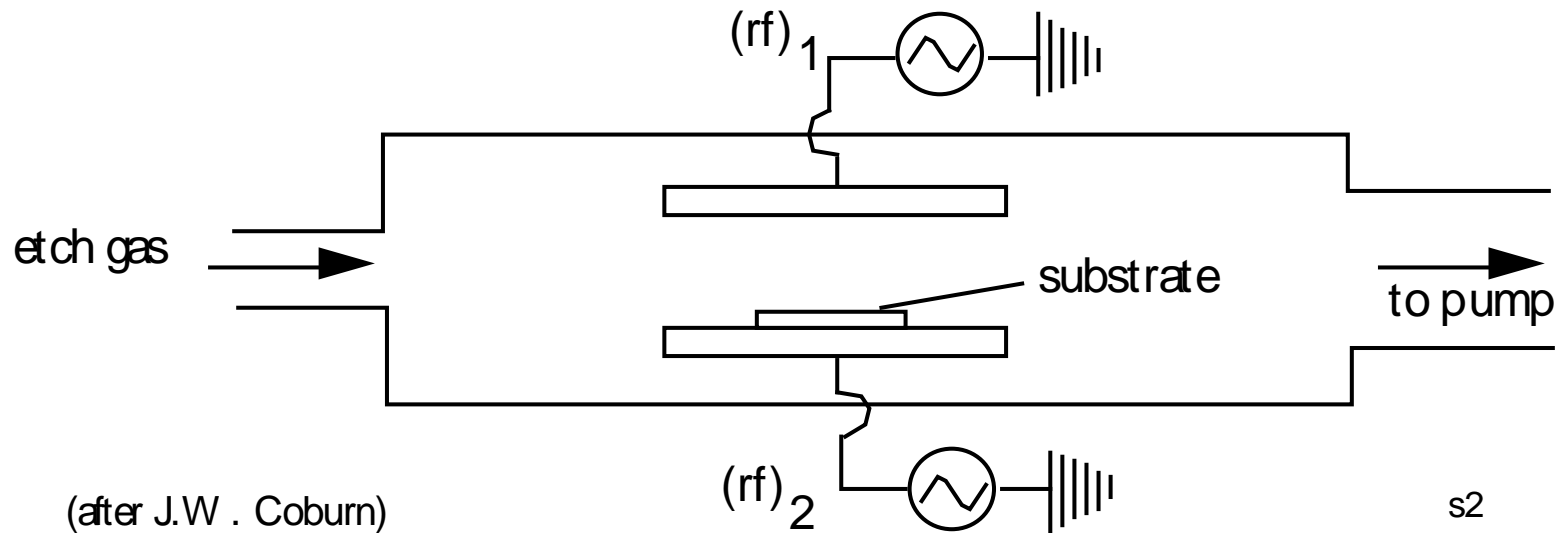 (rf)1
etch gas
substrate
to pump
(rf)2
(after J.W. Coburn)
s2